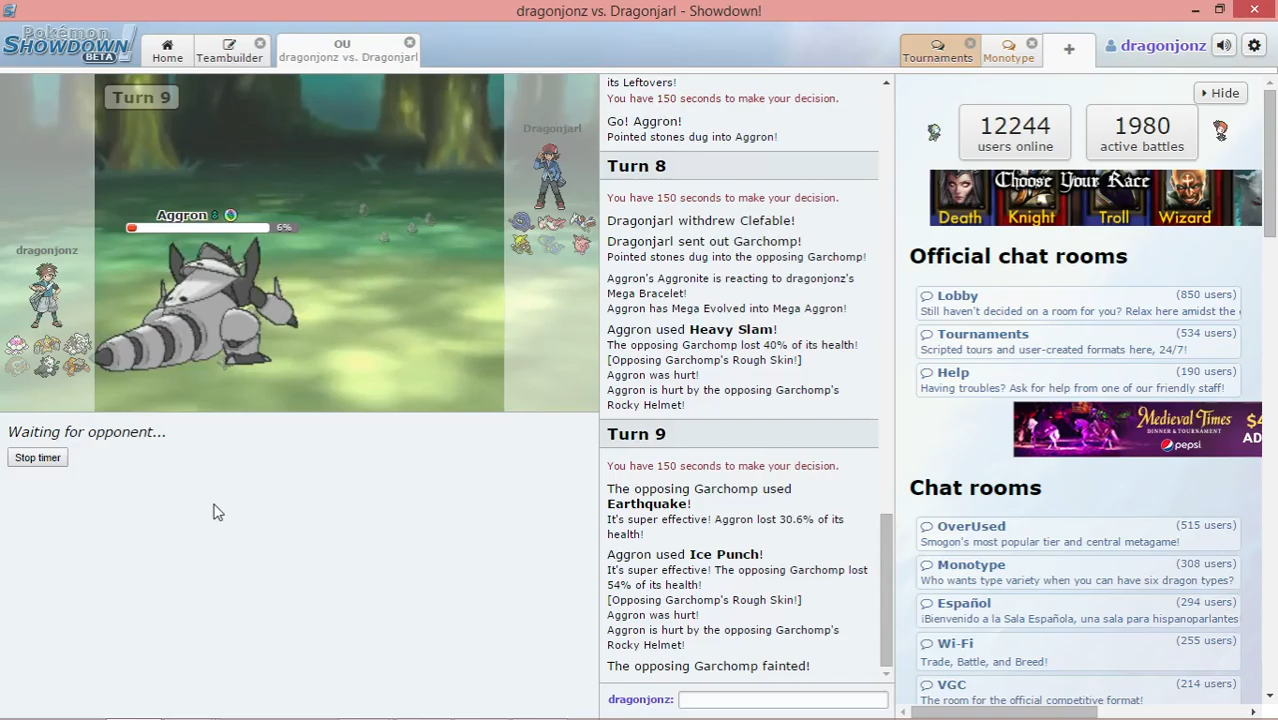 dragonjonz vs. Dragonjarl - Showdown!
Pokémon
SHOWDOWN
BETA
Home
Teambuilder
OU
dragonjonz vs. Dragonjarl
Tournaments
Monotype
dragonjonz
Turn 9
Dragonjarl
Aggron
6%
dragonjonz
Waiting for opponent...
Stop timer
its Leftovers!
You have 150 seconds to make your decision.
Go! Aggron!
Pointed stones dug into Aggron!
Turn 8
You have 150 seconds to make your decision.
Dragonjarl withdrew Clefable!
Dragonjarl sent out Garchomp!
Pointed stones dug into the opposing Garchomp!
Aggron's Aggronite is reacting to dragonjonz's
Mega Bracelet!
Aggron has Mega Evolved into Mega Aggron!
Aggron used Heavy Slam!
The opposing Garchomp lost 40% of its health!
[Opposing Garchomp's Rough Skin!]
Aggron was hurt!
Aggron is hurt by the opposing Garchomp's
Rocky Helmet!
Turn 9
You have 150 seconds to make your decision.
The opposing Garchomp used
Earthquake!
It's super effective! Aggron lost 30.6% of its
health!
Aggron used Ice Punch!
It's super effective! The opposing Garchomp lost
54% of its health!
[Opposing Garchomp's Rough Skin!]
Aggron was hurt!
Aggron is hurt by the opposing Garchomp's
Rocky Helmet!
The opposing Garchomp fainted!
dragonjonz:
Hide
12244
users online
1980
active battles
Choose Your Race
Death
Knight
Troll
Wizard
Official chat rooms
Lobby
(850 users)
Still haven't decided on a room for you? Relax here amidst the
Tournaments
(534 users)
Scripted tours and user-created formats here, 24/7!
Help
(190 users)
Having troubles? Ask for help from one of our friendly staff!
Medieval Times
DINNER & TOURNAMENT
pepsi
Chat rooms
OverUsed
(515 users)
Smogon's most popular tier and central metagame!
Monotype
(308 users)
Who wants type variety when you can have six dragon types?
Español
(294 users)
¡Bienvenido a la Sala Española, una sala para hispanoparlantes
Wi-Fi
(255 users)
Trade, Battle, and Breed!
VGC
(214 users)
The room for the official competitive format!